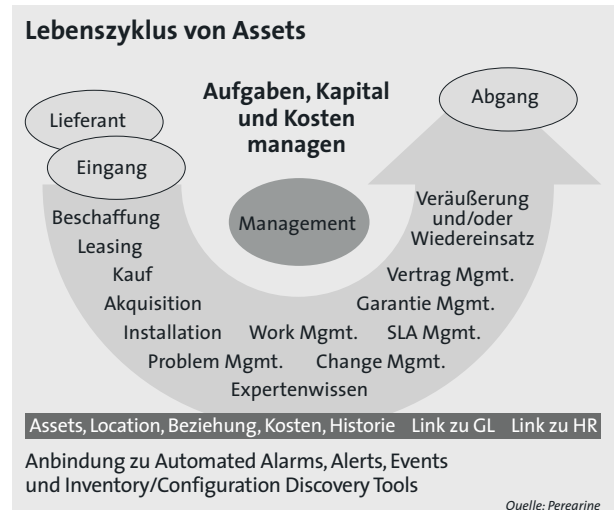 Lebenszyklus von Assets
Aufgaben, Kapital
und Kosten
managen
Lieferant
Eingang
Abgang
Management
Beschaffung
Leasing
Kauf
Akquisition
Installation
Problem Mgmt.
Expertenwissen
Work Mgmt.
Change Mgmt.
SLA Mgmt.
Garantie Mgmt.
Vertrag Mgmt.
Veräußerung
und/oder
Wiedereinsatz
Assets, Location, Beziehung, Kosten, Historie Link zu GL Link zu HR
Anbindung zu Automated Alarms, Alerts, Events
und Inventory/Configuration Discovery Tools
Quelle: Peregrine